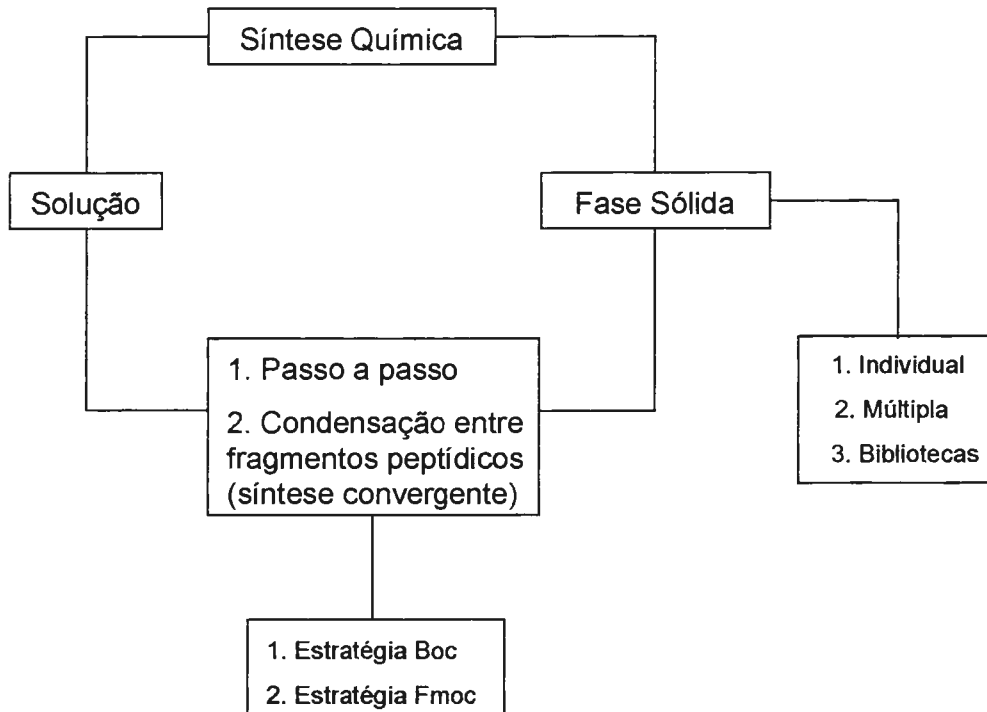 Síntese Química
Solução
Fase Sólida
1. Passo a passo
2. Condensação entre
fragmentos peptídicos
(síntese convergente)
1. Individual
2. Múltipla
3. Bibliotecas
1. Estratégia Boc
2. Estratégia Fmoc